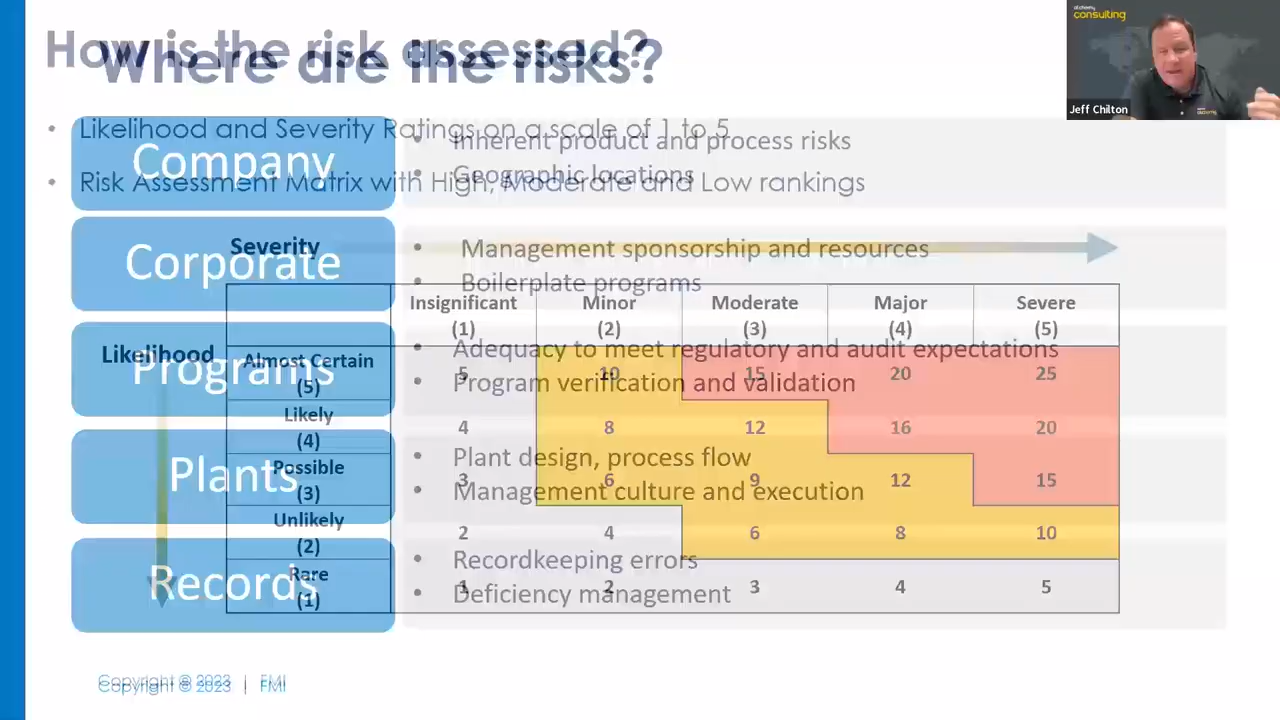 How is the risk assessed?
• Likelihood and Severity Ratings on a scale of 1 to 5
• Risk Assessment Matrix with High, Moderate and Low rankings
Severity
Insignificant (1) Minor (2) Moderate (3) Major (4) Severe (5)
Likelihood
Almost Certain (5) 5 10 15 20 25
Likely (4) 4 8 12 16 20
Possible (3) 3 6 9 12 15
Unlikely (2) 2 4 6 8 10
Rare (1) 1 2 3 4 5
Copyright © 2023 | FMI
Where are the risks?
Company
• Inherent product and process risks
• Geographic locations
Corporate
• Management sponsorship and resources
• Boilerplate programs
Programs
• Adequacy to meet regulatory and audit expectations
• Program verification and validation
Plants
• Plant design, process flow
• Management culture and execution
Records
• Recordkeeping errors
• Deficiency management
Copyright © 2023 | FMI
alchemy
consulting
Jeff Chilton